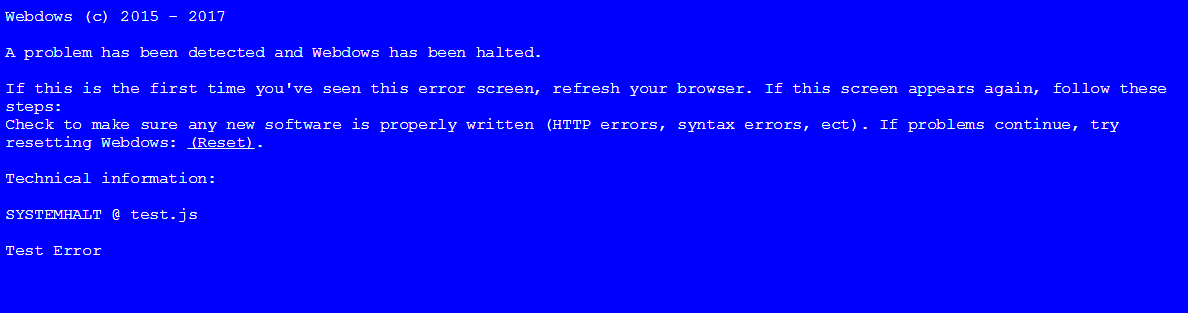 Webdows (c) 2015 - 2017
A problem has been detected and Webdows has been halted.
If this is the first time you've seen this error screen, refresh your browser. If this screen appears again, follow these
steps:
Check to make sure any new software is properly written (HTTP errors, syntax errors, ect). If problems continue, try
resetting Webdows: (Reset).
Technical information:
SYSTEMHALT @ test.js
Test Error